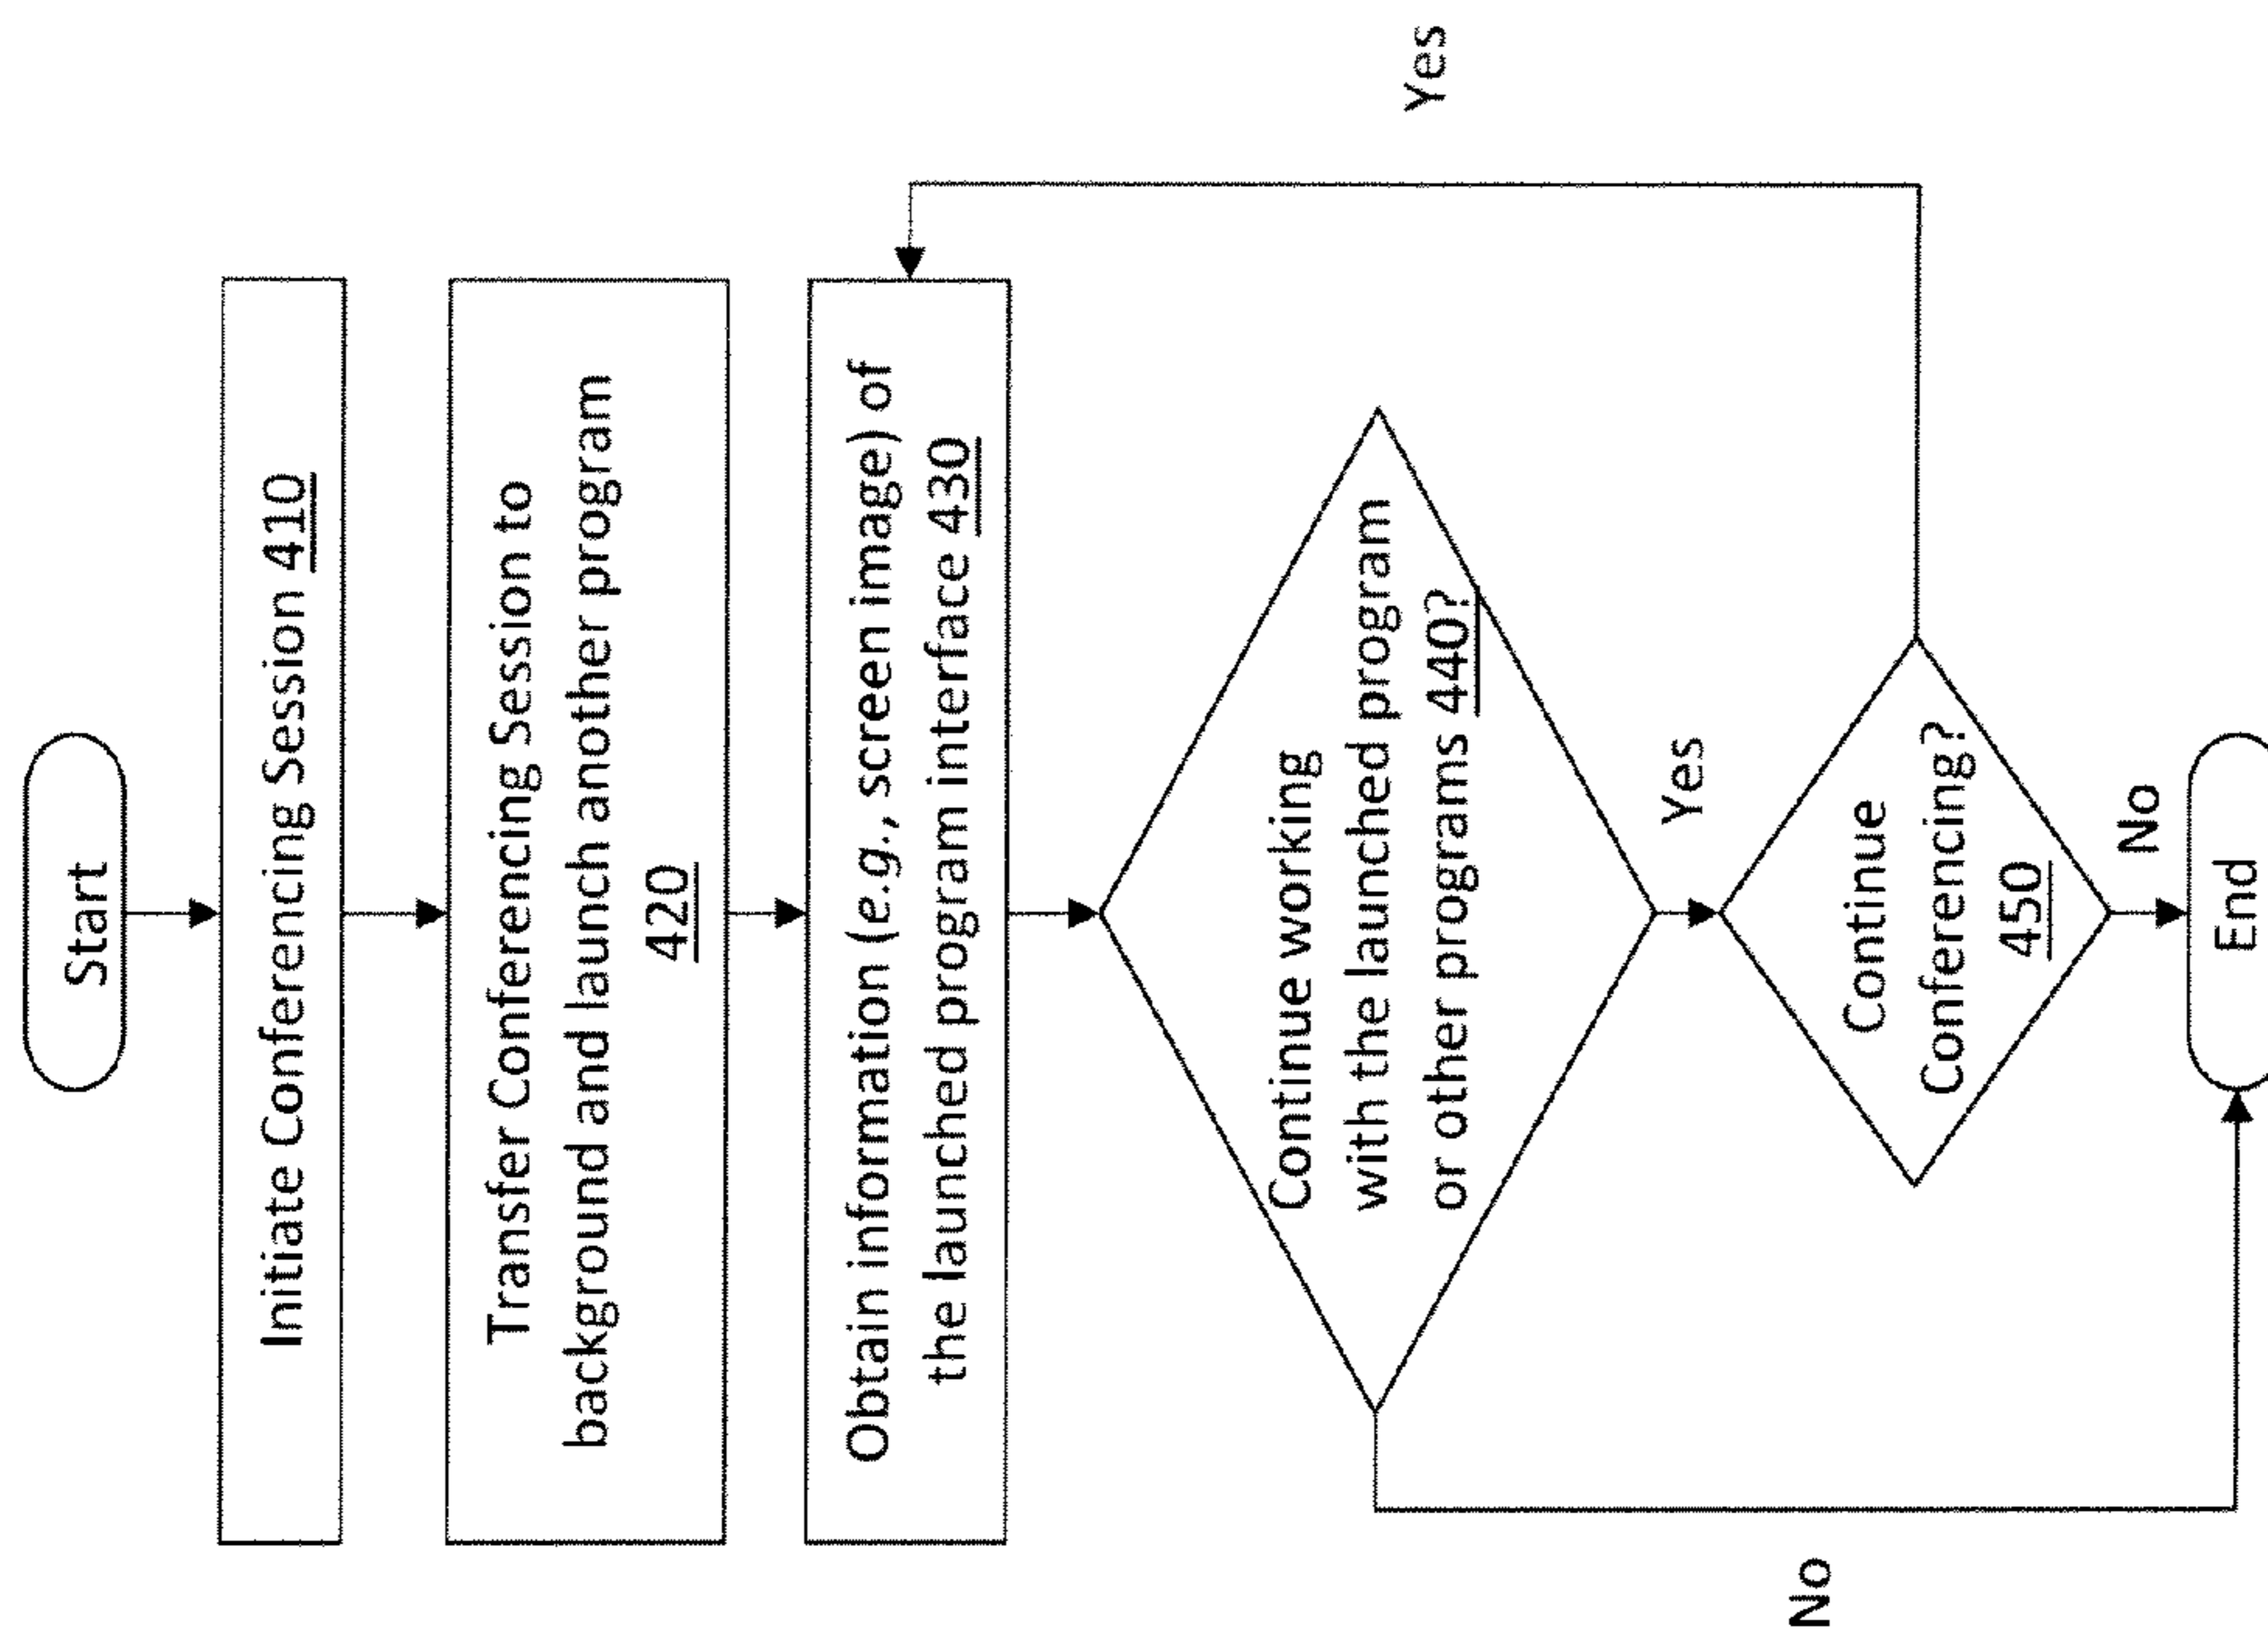 Start
Initiate Conferencing Session 410
Transfer Conferencing Session to
background and launch another program
420
Obtain information (e.g., screen image) of
the launched program interface 430
Continue working
with the launched program
or other programs 440?
Yes
Continue
Conferencing?
450
Yes
No
No
End